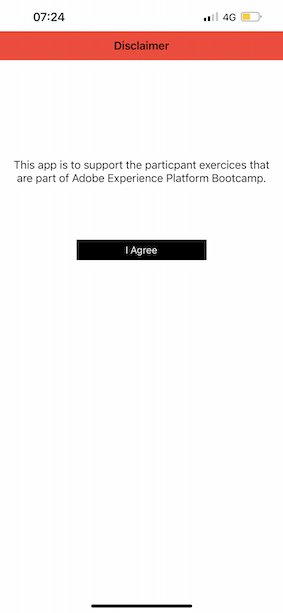 07:24 4G
Disclaimer
This app is to support the particpant exercices that
are part of Adobe Experience Platform Bootcamp.
I Agree